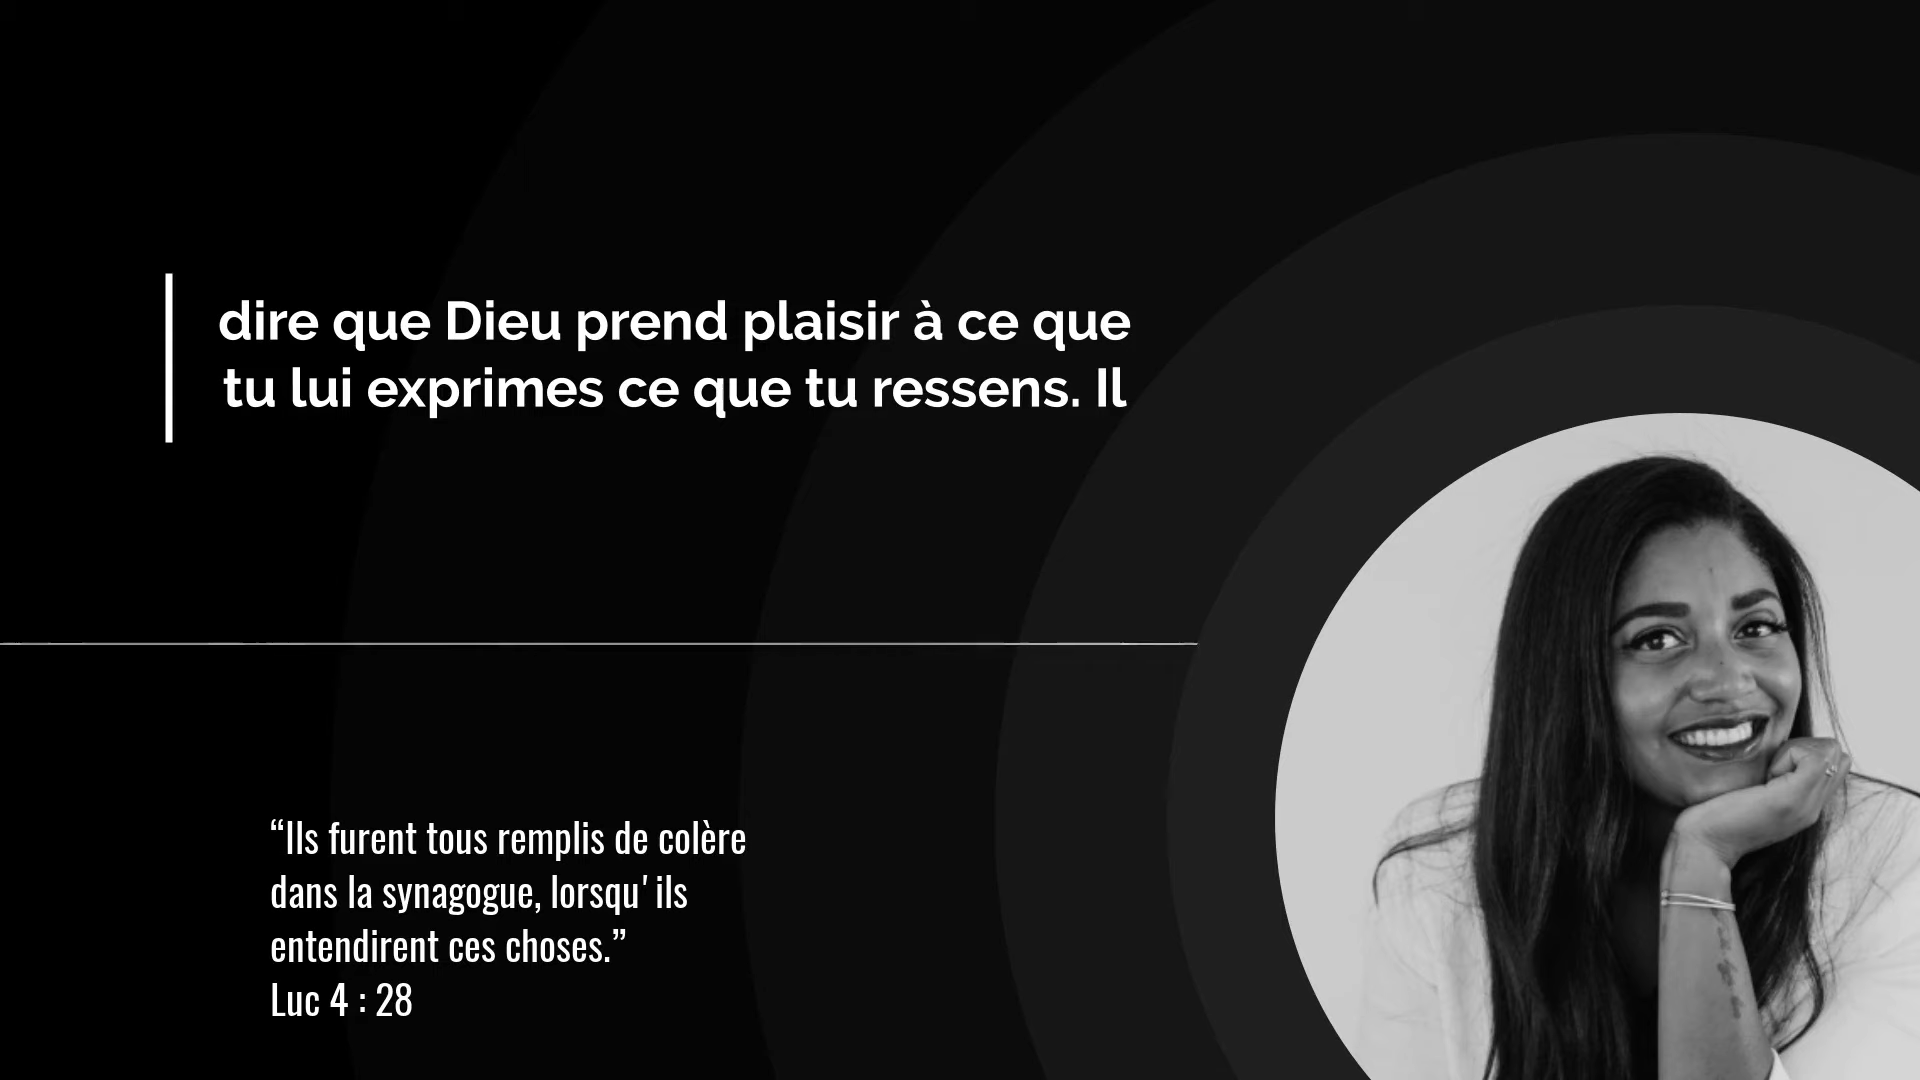 dire que Dieu prend plaisir à ce que
tu lui exprimes ce que tu ressens. Il
“Ils furent tous remplis de colère
dans la synagogue, lorsqu'ils
entendirent ces choses.”
Luc 4 : 28